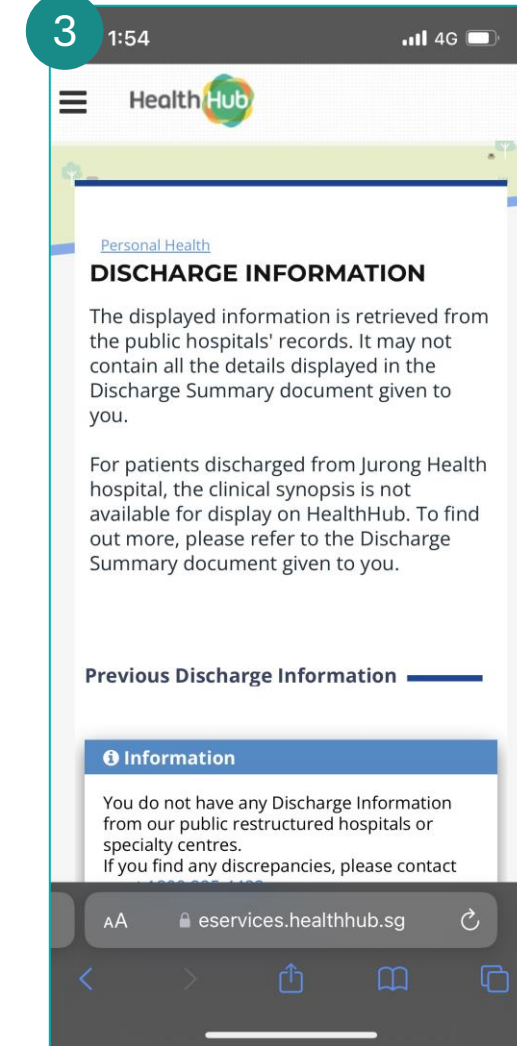 3
1:54
4G
HealthHub
Personal Health
DISCHARGE INFORMATION
The displayed information is retrieved from
the public hospitals' records. It may not
contain all the details displayed in the
Discharge Summary document given to
you.
For patients discharged from Jurong Health
hospital, the clinical synopsis is not
available for display on HealthHub. To find
out more, please refer to the Discharge
Summary document given to you.
Previous Discharge Information
Information
You do not have any Discharge Information
from our public restructured hospitals or
specialty centres.
If you find any discrepancies, please contact
AA
eservices.healthhub.sg